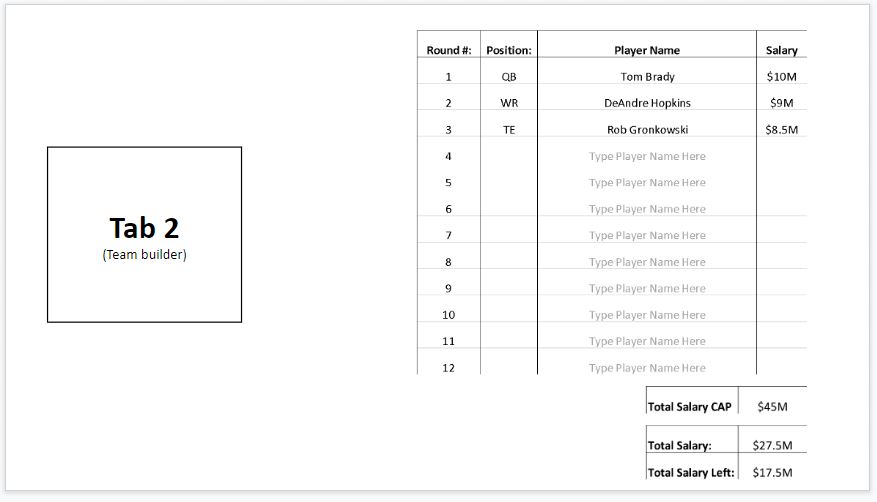 Tab 2
(Team builder)
Round #: Position: Player Name Salary
1 QB Tom Brady $10M
2 WR DeAndre Hopkins $9M
3 TE Rob Gronkowski $8.5M
4 Type Player Name Here
5 Type Player Name Here
6 Type Player Name Here
7 Type Player Name Here
8 Type Player Name Here
9 Type Player Name Here
10 Type Player Name Here
11 Type Player Name Here
12 Type Player Name Here
Total Salary CAP $45M
Total Salary: $27.5M
Total Salary Left: $17.5M